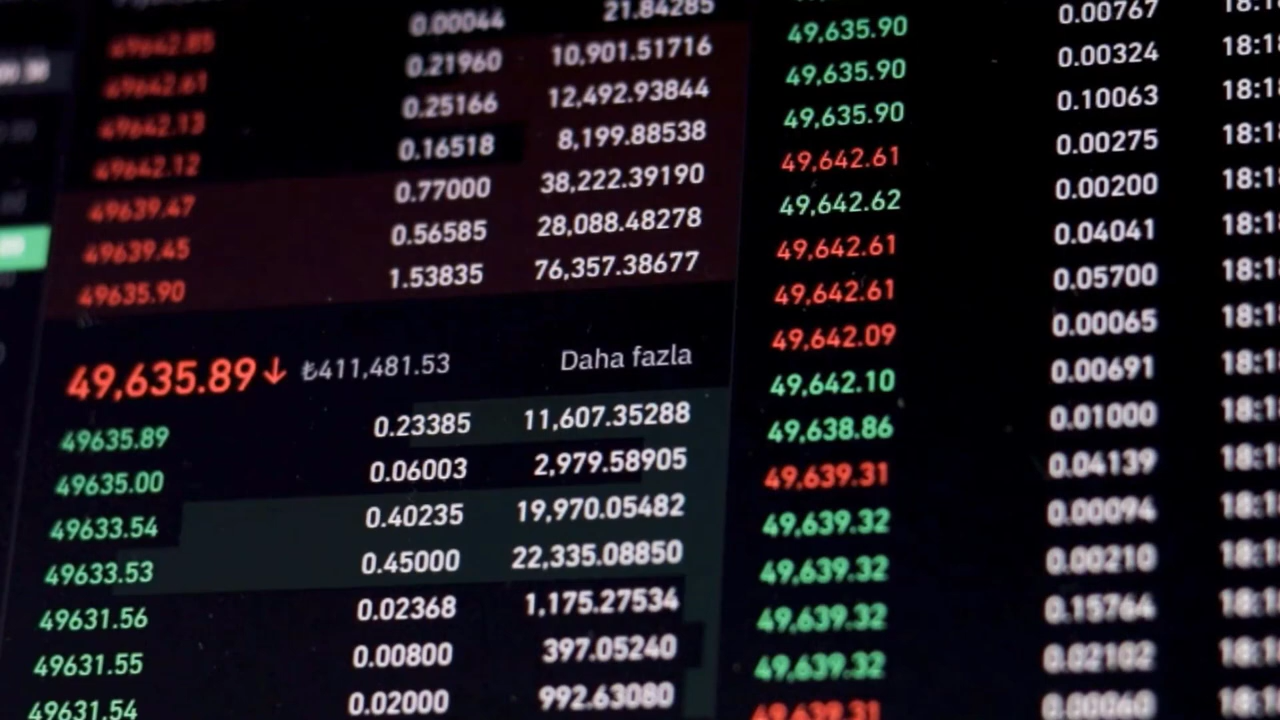 0.00044 21.84285
49642.85 0.21960 10,901.51716
49642.61 0.25166 12,492.93844
49642.13 0.16518 8,199.88538
49642.12 0.77000 38,222.39190
49639.47 0.56585 28,088.48278
49639.45 1.53835 76,357.38677
49635.90
49,635.89↓ ₺411,481.53 Daha fazla
49635.89 0.23385 11,607.35288
49635.00 0.06003 2,979.58905
49633.54 0.40235 19,970.05482
49633.53 0.45000 22,335.08850
49631.56 0.02368 1,175.27534
49631.55 0.00800 397.05240
49631.54 0.02000 992.63080
49,635.90 0.00767
49,635.90 0.00324
49,635.90 0.10063
49,642.61 0.00275
49,642.62 0.00200
49,642.61 0.04041
49,642.61 0.05700
49,642.09 0.00065
49,642.10 0.00691
49,638.86 0.01000
49,639.31 0.04139
49,639.32 0.00094
49,639.32 0.00210
49,639.32 0.15764
49,639.32 0.02102
49,639.31